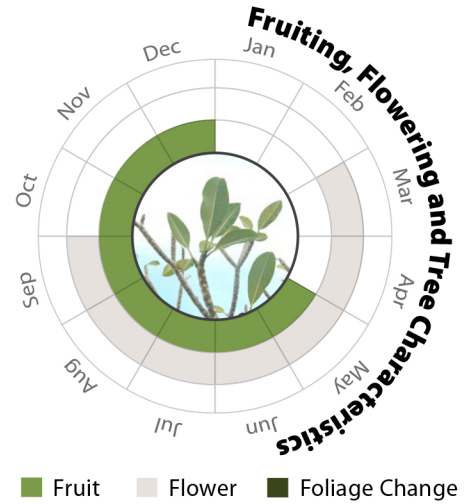 Fruiting, Flowering and Tree Characteristics
Jan
Feb
Mar
Apr
May
Jun
Jul
Aug
Sep
Oct
Nov
Dec
Fruit
Flower
Foliage Change